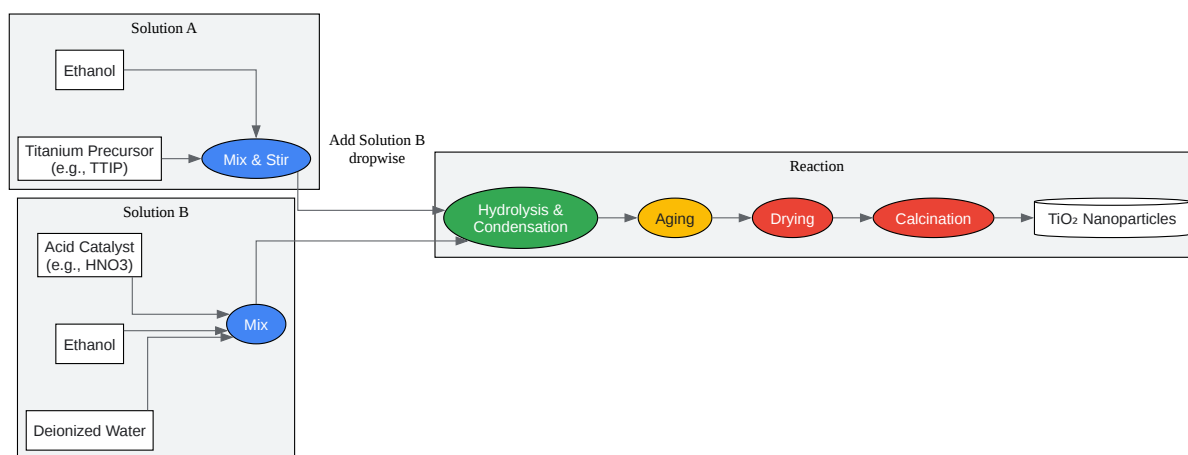 Solution A
Ethanol
Titanium Precursor
(e.g., TTIP)
Mix & Stir
Add Solution B
dropwise
Solution B
Acid Catalyst
(e.g., HNO3)
Ethanol
Deionized Water
Mix
Reaction
Hydrolysis &
Condensation
Aging
Drying
Calcination
TiO₂ Nanoparticles